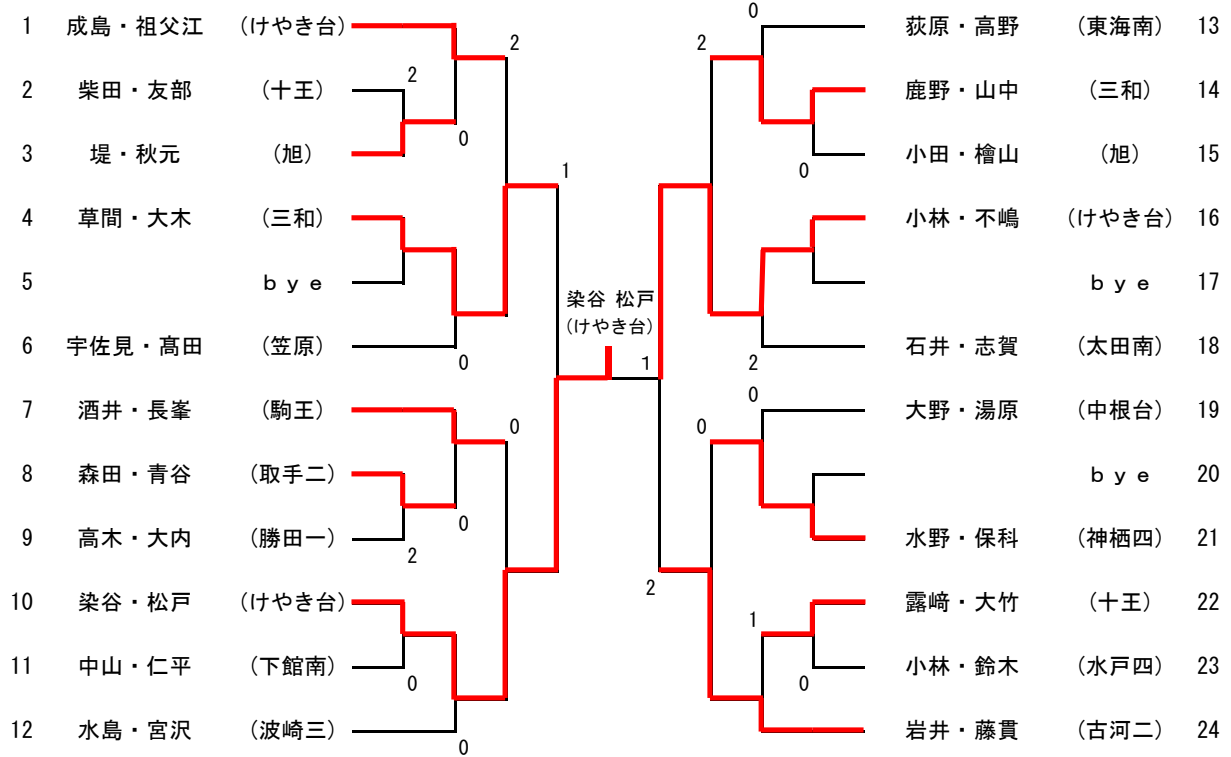 1 成島・祖父江 (けやき台)
2 柴田・友部 (十王)
3 堤・秋元 (旭)
4 草間・大木 (三和)
5 bye
6 宇佐見・髙田 (笠原)
7 酒井・長峯 (駒王)
8 森田・青谷 (取手二)
9 高木・大内 (勝田一)
10 染谷・松戸 (けやき台)
11 中山・仁平 (下館南)
12 水島・宮沢 (波崎三)
2
2
0
1
0
0
0
2
0
0
染谷 松戸
(けやき台)
1
0
2
0
2
0
0
2
1
0
荻原・高野 (東海南) 13
鹿野・山中 (三和) 14
小田・檜山 (旭) 15
小林・不嶋 (けやき台) 16
bye 17
石井・志賀 (太田南) 18
大野・湯原 (中根台) 19
bye 20
水野・保科 (神栖四) 21
露﨑・大竹 (十王) 22
小林・鈴木 (水戸四) 23
岩井・藤貫 (古河二) 24